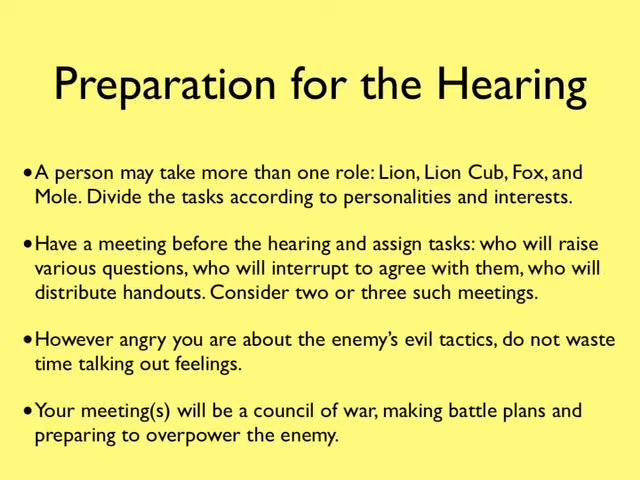 Preparation for the Hearing
•A person may take more than one role: Lion, Lion Cub, Fox, and
Mole. Divide the tasks according to personalities and interests.
•Have a meeting before the hearing and assign tasks: who will raise
various questions, who will interrupt to agree with them, who will
distribute handouts. Consider two or three such meetings.
•However angry you are about the enemy's evil tactics, do not waste
time talking out feelings.
•Your meeting(s) will be a council of war, making battle plans and
preparing to overpower the enemy.